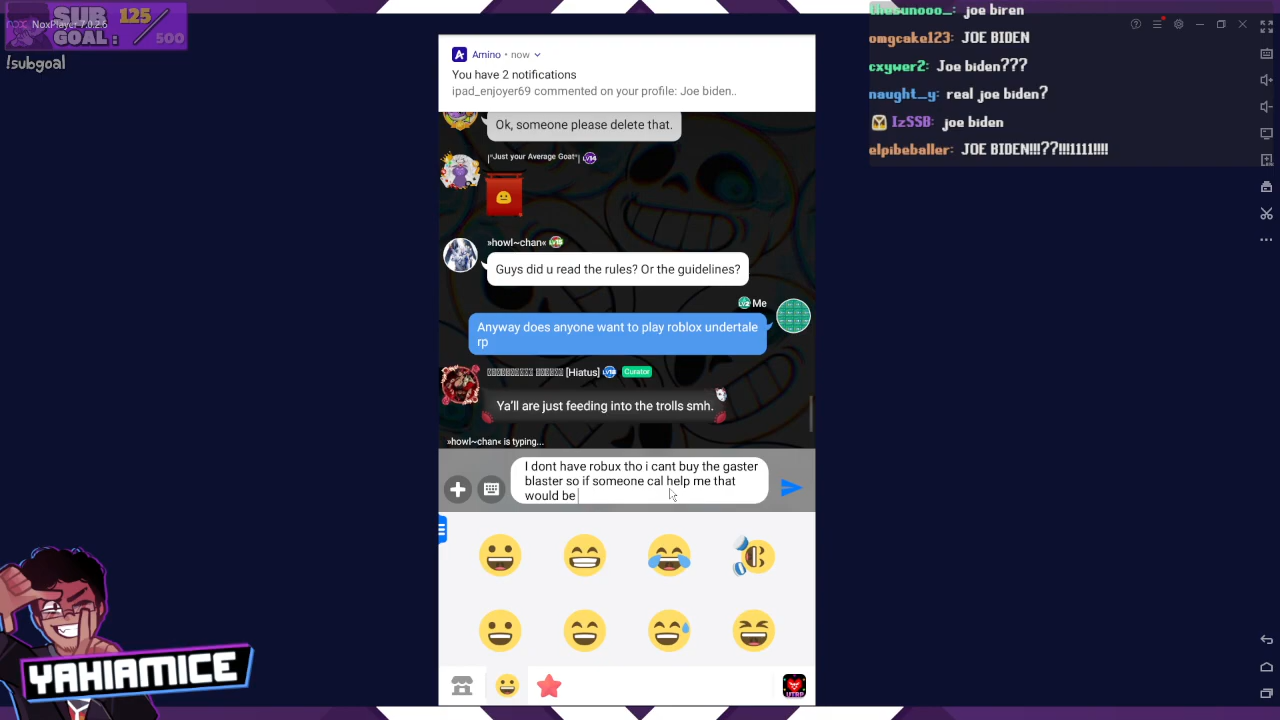 SUB GOAL: 125 / 500
NoxPlayer 7.0.2.6
!subgoal
Amino • now
You have 2 notifications
ipad_enjoyer69 commented on your profile: Joe biden..
Ok, someone please delete that.
|"Just your Average Goat"| LV14
»howl~chan«
Guys did u read the rules? Or the guidelines?
LV2 Me
Anyway does anyone want to play roblox undertale
rp
[Hiatus] Curator
Ya'll are just feeding into the trolls smh.
»howl~chan« is typing...
I dont have robux tho i cant buy the gaster
blaster so if someone cal help me that
would be
UTRP
YAHIAMICE
joe biren
omgcake123: JOE BIDEN
cxywer2: Joe biden???
naught_y: reel joe biden?
IzSSB: joe biden
elpibeballer: JOE BIDEN!!!??!!!1111!!!!